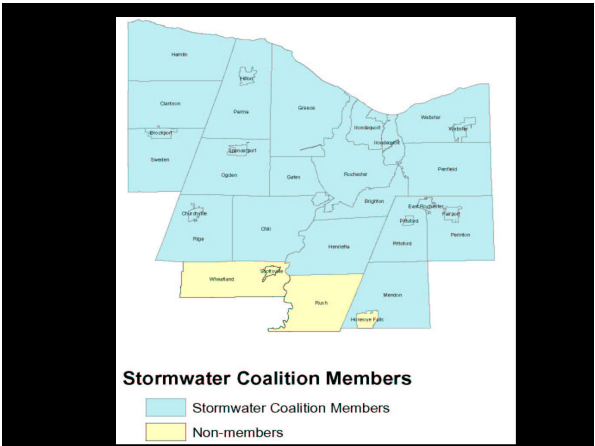 Hamlin
Hilton
Clarkson
Parma
Greece
Irondequoit
Webster
Webster
Brockport
Irondequoit
Spencerport
Sweden
Ogden
Gates
Rochester
Penfield
Brighton
East Rochester
Churchville
Pittsford
Fairport
Riga
Chili
Henrietta
Pittsford
Perinton
Scottsville
Wheatland
Rush
Mendon
Honeoye Falls
Stormwater Coalition Members
Stormwater Coalition Members
Non-members